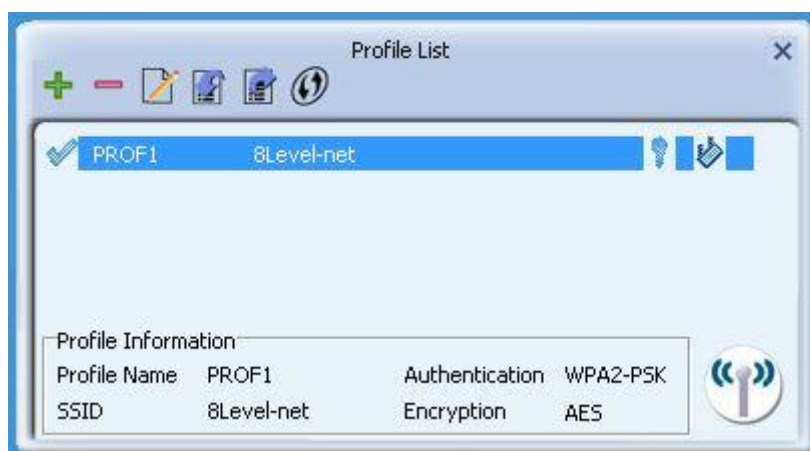 Profile List
PROF1 8Level-net
Profile Information
Profile Name PROF1 Authentication WPA2-PSK
SSID 8Level-net Encryption AES